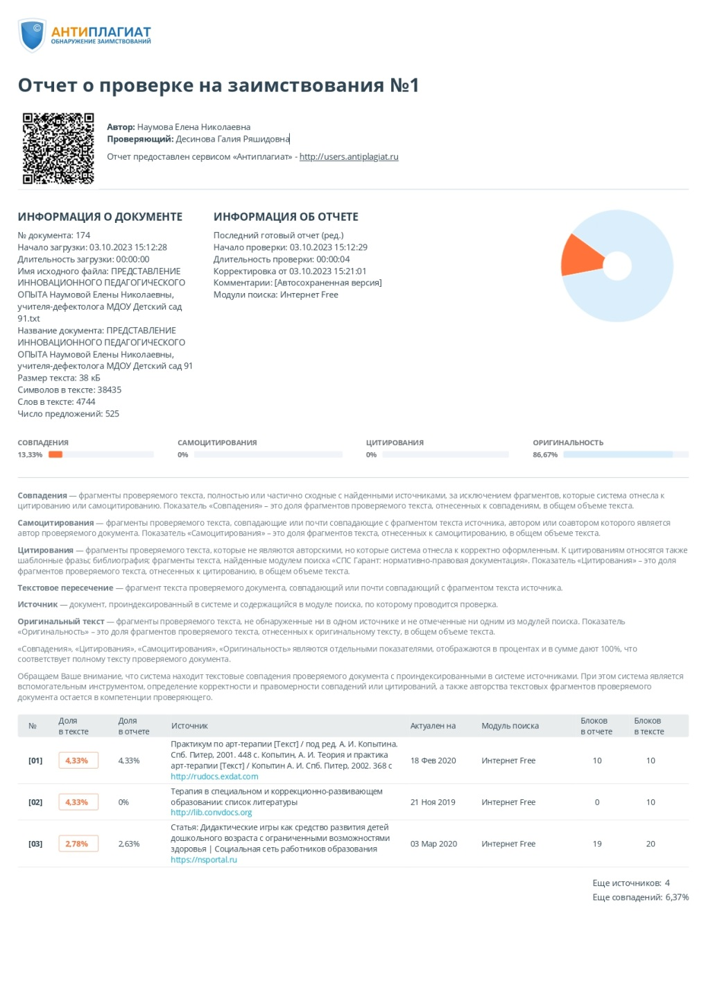 АНТИПЛАГИАТ
ОБНАРУЖЕНИЕ ЗАИМСТВОВАНИЙ
Отчет о проверке на заимствования №1
Автор: Наумова Елена Николаевна
Проверяющий: Десинова Галия Ряшидовна
Отчет предоставлен сервисом «Антиплагиат» - http://users.antiplagiat.ru
ИНФОРМАЦИЯ О ДОКУМЕНТЕ
№ документа: 174
Начало загрузки: 03.10.2023 15:12:28
Длительность загрузки: 00:00:00
Имя исходного файла: ПРЕДСТАВЛЕНИЕ
ИННОВАЦИОННОГО ПЕДАГОГИЧЕСКОГО
ОПЫТА Наумовой Елены Николаевны,
учителя-дефектолога МДОУ Детский сад
91.txt
Название документа: ПРЕДСТАВЛЕНИЕ
ИННОВАЦИОННОГО ПЕДАГОГИЧЕСКОГО
ОПЫТА Наумовой Елены Николаевны,
учителя-дефектолога МДОУ Детский сад 91
Размер текста: 38 кБ
Символов в тексте: 38435
Слов в тексте: 4744
Число предложений: 525
ИНФОРМАЦИЯ ОБ ОТЧЕТЕ
Последний готовый отчет (ред.)
Начало проверки: 03.10.2023 15:12:29
Длительность проверки: 00:00:04
Корректировка от 03.10.2023 15:21:01
Комментарии: [Автосохраненная версия]
Модули поиска: Интернет Free
СОВПАДЕНИЯ
13,33%
САМОЦИТИРОВАНИЯ
0%
ЦИТИРОВАНИЯ
0%
ОРИГИНАЛЬНОСТЬ
86,67%
Совпадения — фрагменты проверяемого текста, полностью или частично сходные с найденными источниками, за исключением фрагментов, которые система отнесла к
цитированию или самоцитированию. Показатель «Совпадения» – это доля фрагментов проверяемого текста, отнесенных к совпадениям, в общем объеме текста.
Самоцитирования — фрагменты проверяемого текста, совпадающие или почти совпадающие с фрагментом текста источника, автором или соавтором которого является
автор проверяемого документа. Показатель «Самоцитирования» – это доля фрагментов текста, отнесенных к самоцитированию, в общем объеме текста.
Цитирования — фрагменты проверяемого текста, которые не являются авторскими, но которые система отнесла к корректно оформленным. К цитированиям относятся также
шаблонные фразы; библиография; фрагменты текста, найденные модулем поиска «СПС Гарант: нормативно-правовая документация». Показатель «Цитирования» – это доля
фрагментов проверяемого текста, отнесенных к цитированию, в общем объеме текста.
Текстовое пересечение — фрагмент текста проверяемого документа, совпадающий или почти совпадающий с фрагментом текста источника.
Источник — документ, проиндексированный в системе и содержащийся в модуле поиска, по которому проводится проверка.
Оригинальный текст — фрагменты проверяемого текста, не обнаруженные ни в одном источнике и не отмеченные ни одним из модулей поиска. Показатель
«Оригинальность» – это доля фрагментов проверяемого текста, отнесенных к оригинальному тексту, в общем объеме текста.
«Совпадения», «Цитирования», «Самоцитирования», «Оригинальность» являются отдельными показателями, отображаются в процентах и в сумме дают 100%, что
соответствует полному тексту проверяемого документа.
Обращаем Ваше внимание, что система находит текстовые совпадения проверяемого документа с проиндексированными в системе источниками. При этом система является
вспомогательным инструментом, определение корректности и правомерности совпадений или цитирований, а также авторства текстовых фрагментов проверяемого
документа остается в компетенции проверяющего.
№ Доля в тексте Доля в отчете Источник Актуален на Модуль поиска Блоков в отчете Блоков в тексте
[01] 4,33% 4,33% Практикум по арт-терапии [Текст] / под ред. А. И. Копытина.
Спб. Питер, 2001. 448 с. Копытин, А. И. Теория и практика
арт-терапии [Текст] / Копытин А. И. Спб. Питер, 2002. 368 с
http://rudocs.exdat.com
18 Фев 2020 Интернет Free 10 10
[02] 4,33% 0% Терапия в специальном и коррекционно-развивающем
образовании: список литературы
http://lib.convdocs.org
21 Ноя 2019 Интернет Free 0 10
[03] 2,78% 2,63% Статья: Дидактические игры как средство развития детей
дошкольного возраста с ограниченными возможностями
здоровья | Социальная сеть работников образования
https://nsportal.ru
03 Мар 2020 Интернет Free 19 20
Еще источников: 4
Еще совпадений: 6,37%